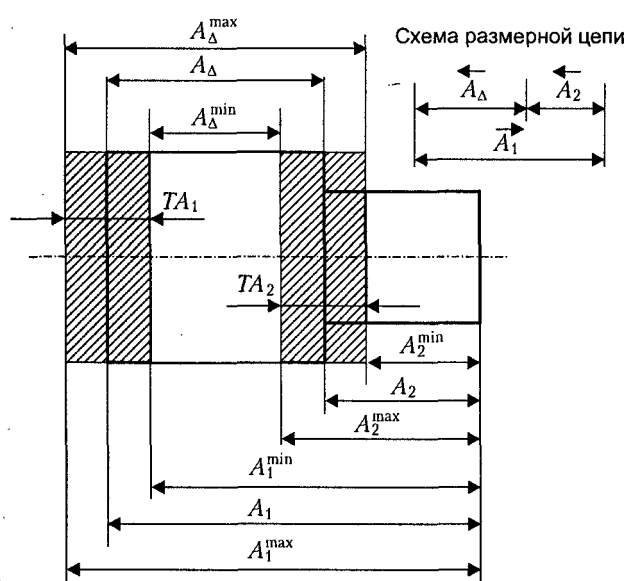 A_Δ^max
Схема размерной цепи
A_Δ
A_Δ A_2
A_Δ^min
A_1
TA_1
TA_2
A_2^min
A_2
A_2^max
A_1^min
A_1
A_1^max